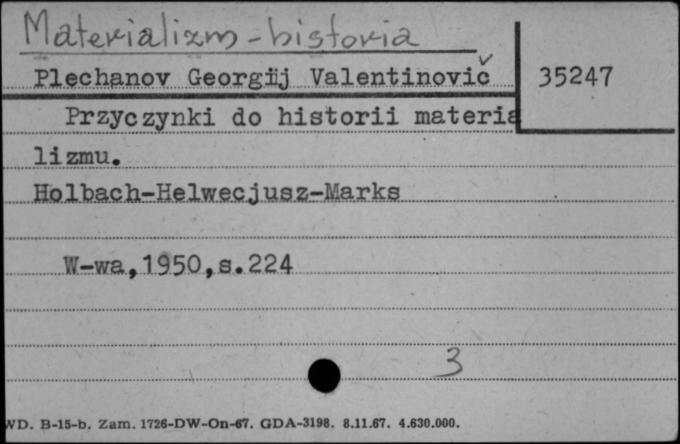 Materializm - historia
Plechanov Georgij Valentinovič 35247
Przyczynki do historii materia
lizmu.
Holbach-Helwecjusz-Marks
W-wa,1950,s.224
3
WD. B-15-b. Zam. 1726-DW-On-67. GDA-3198. 8.11.67. 4.630.000.